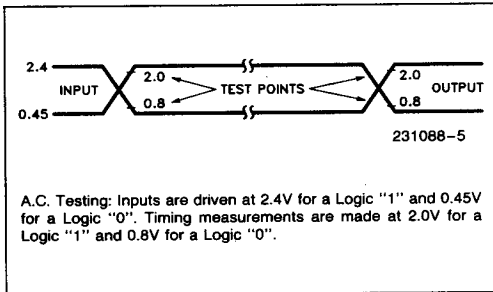 2.4
INPUT
2.0
0.8
TEST POINTS
2.0
0.8
OUTPUT
0.45
231088–5
A.C. Testing: Inputs are driven at 2.4V for a Logic "1" and 0.45V
for a Logic "0". Timing measurements are made at 2.0V for a
Logic "1" and 0.8V for a Logic "0".